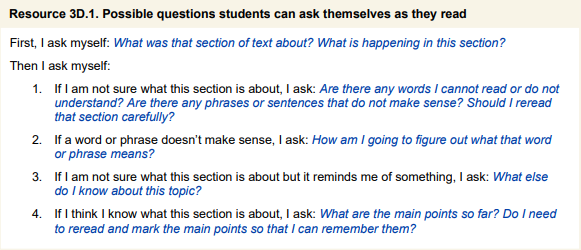 Resource 3D.1. Possible questions students can ask themselves as they read
First, I ask myself: What was that section of text about? What is happening in this section?
Then I ask myself:
1. If I am not sure what this section is about, I ask: Are there any words I cannot read or do not
understand? Are there any phrases or sentences that do not make sense? Should I reread
that section carefully?
2. If a word or phrase doesn’t make sense, I ask: How am I going to figure out what that word
or phrase means?
3. If I am not sure what this section is about but it reminds me of something, I ask: What else
do I know about this topic?
4. If I think I know what this section is about, I ask: What are the main points so far? Do I need
to reread and mark the main points so that I can remember them?